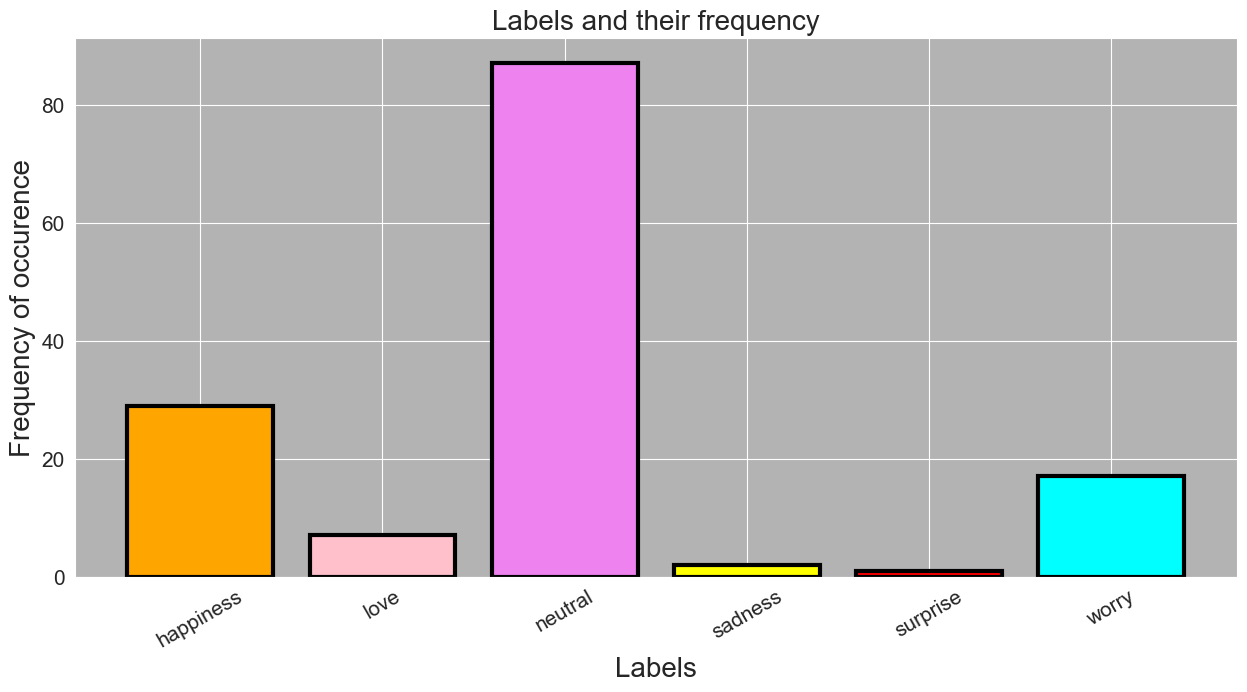 Labels and their frequency
Frequency of occurence
80
60
40
20
0
happiness
love
neutral
sadness
surprise
worry
Labels